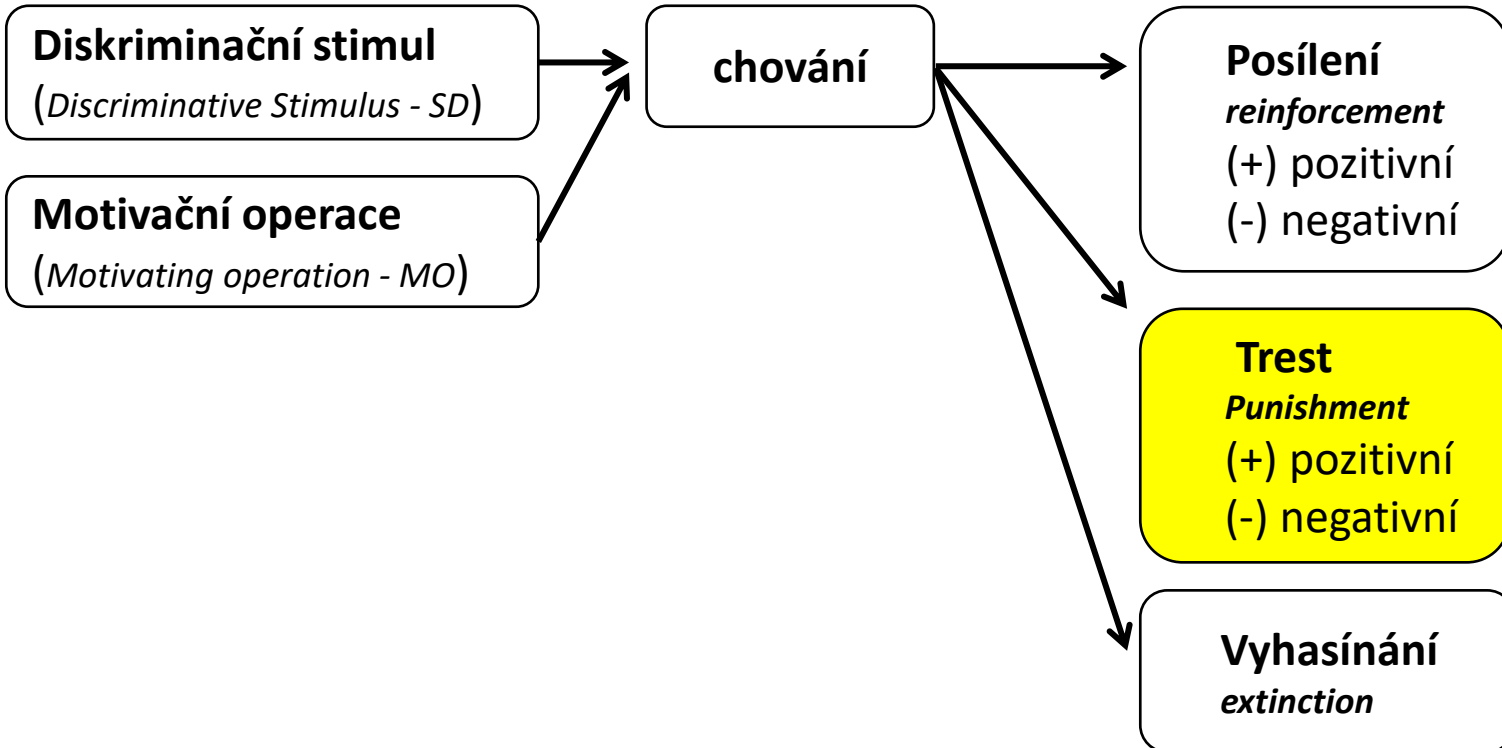 Diskriminační stimul
(Discriminative Stimulus - SD)
Motivační operace
(Motivating operation - MO)
chování
Posílení
reinforcement
(+) pozitivní
(-) negativní
Trest
Punishment
(+) pozitivní
(-) negativní
Vyhasínání
extinction